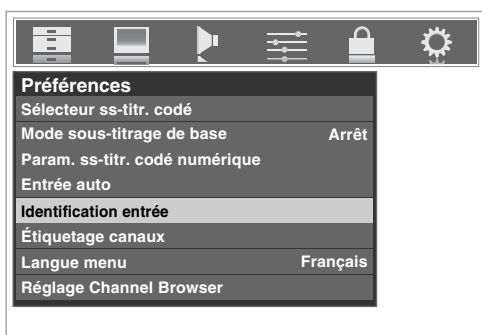 Préférences
Sélecteur ss-titr. codé
Mode sous-titrage de base Arrêt
Param. ss-titr. codé numérique
Entrée auto
Identification entrée
Étiquetage canaux
Langue menu Français
Réglage Channel Browser